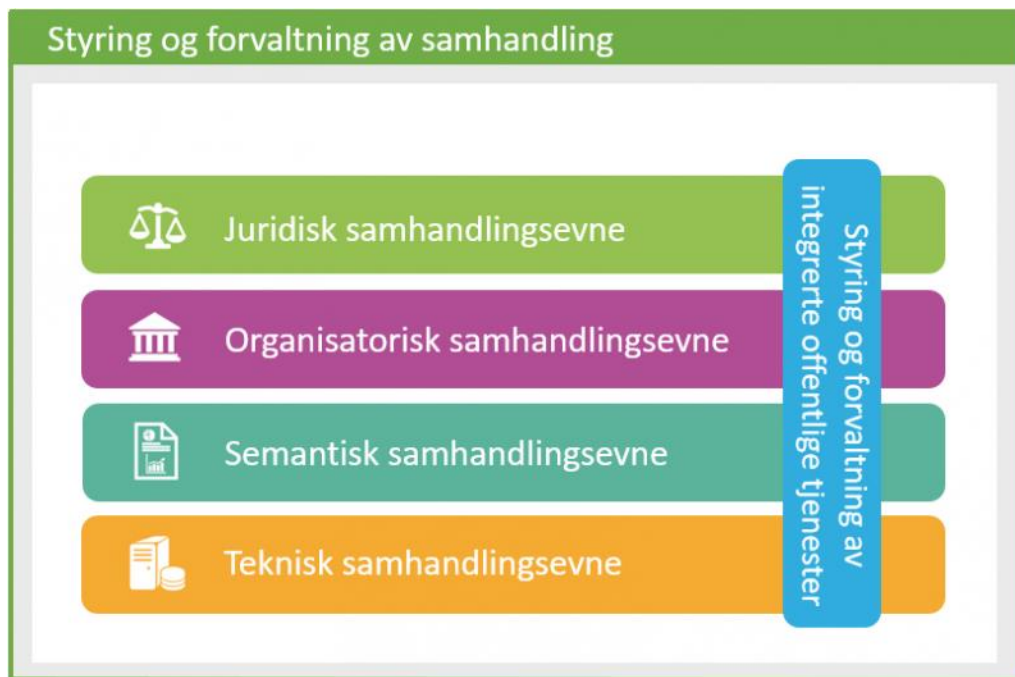 Styring og forvaltning av samhandling
Juridisk samhandlingsevne
Organisatorisk samhandlingsevne
Semantisk samhandlingsevne
Teknisk samhandlingsevne
Styring og forvaltning av
integrerte offentlige tjenester